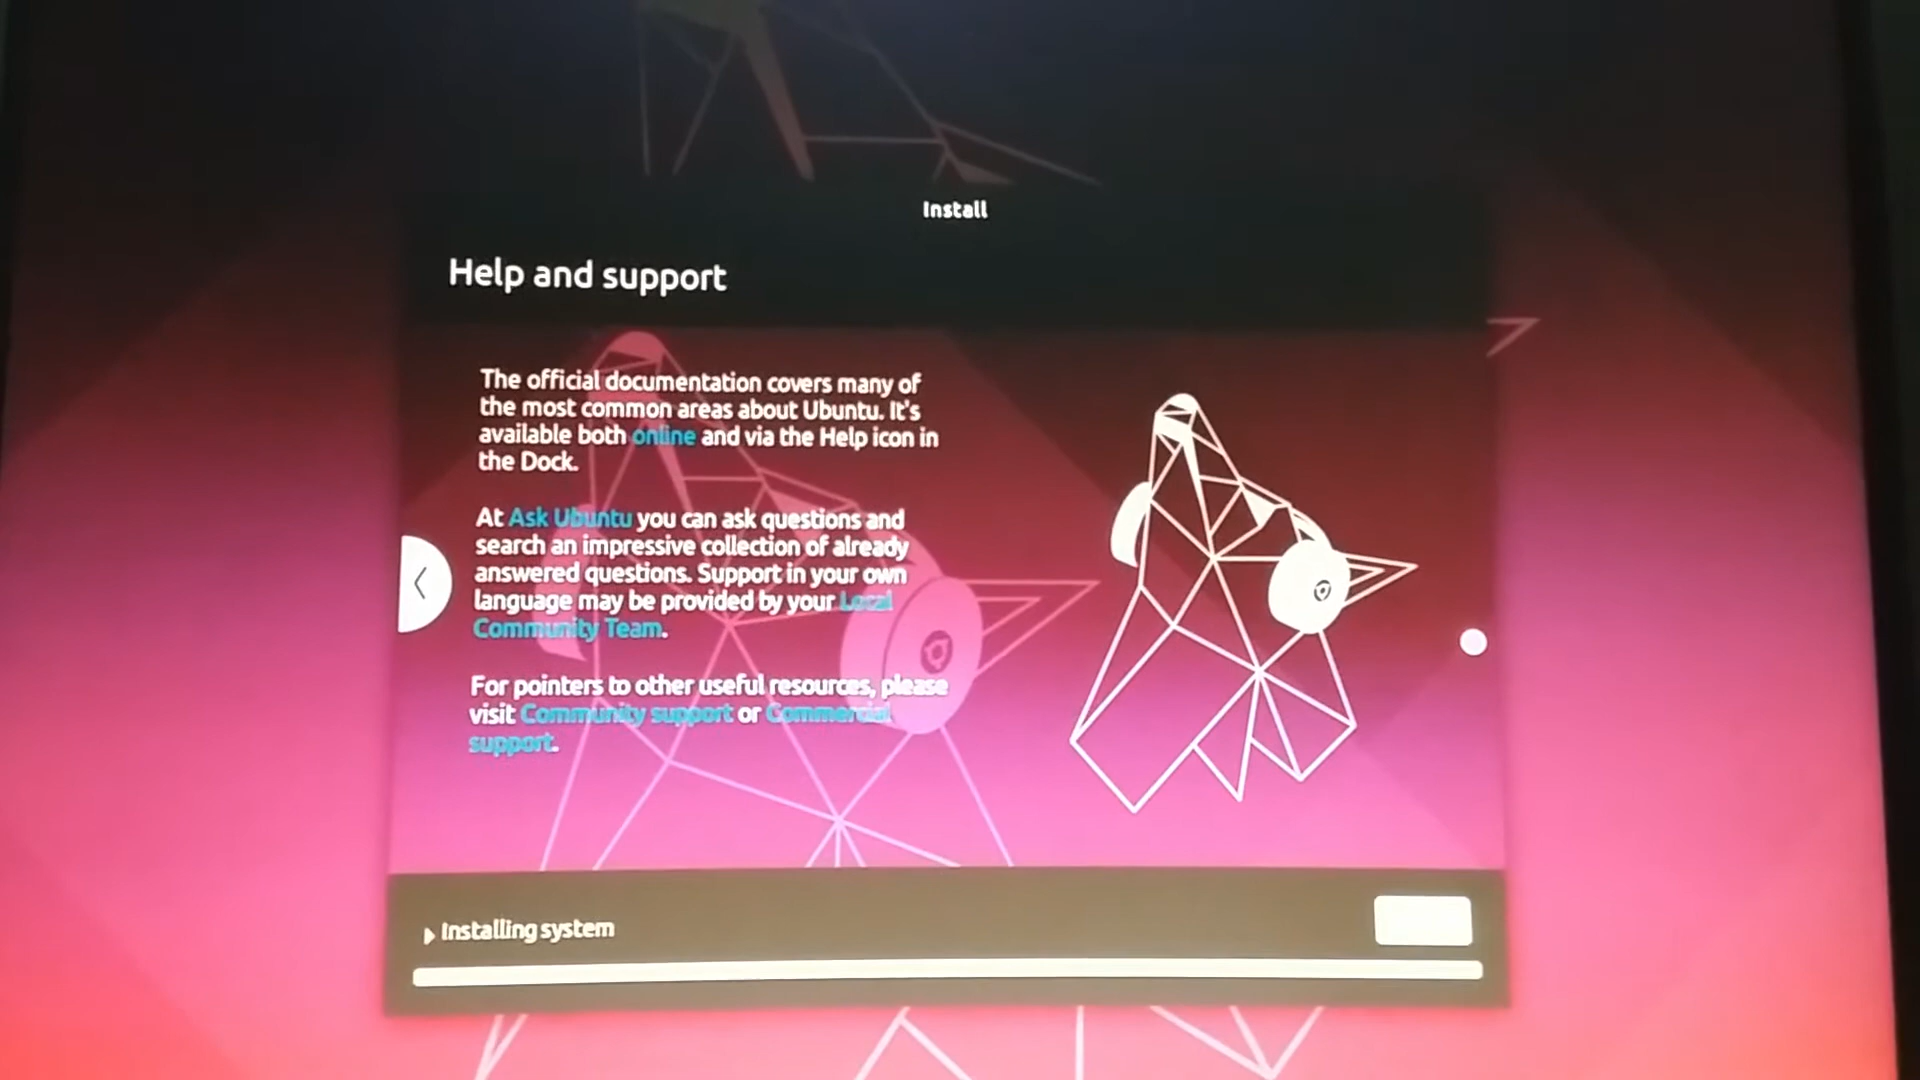 Install
Help and support
The official documentation covers many of
the most common areas about Ubuntu. It's
available both online and via the Help icon in
the Dock.
At Ask Ubuntu you can ask questions and
search an impressive collection of already
answered questions. Support in your own
language may be provided by your Local
Community Team.
For pointers to other useful resources, please
visit Community support or Commercial
support.
Installing system